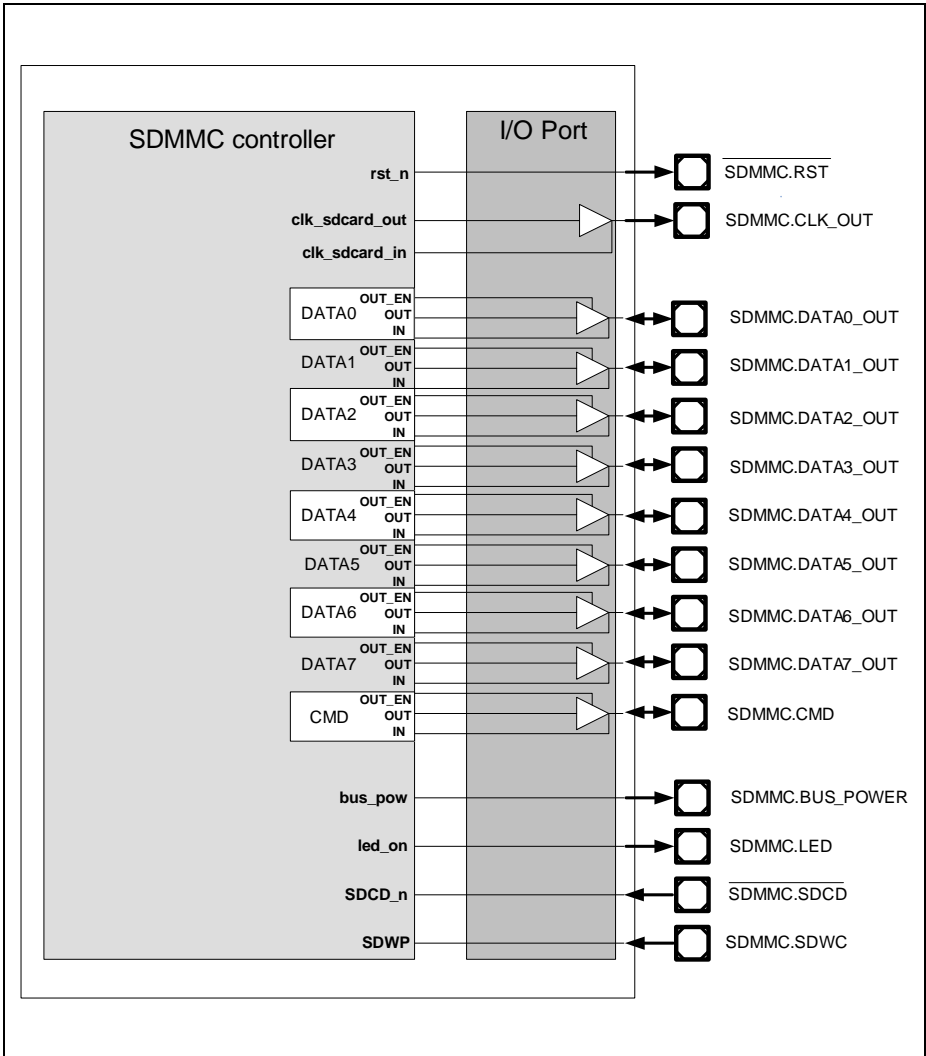 SDMMC controller
I/O Port
rst_n
SDMMC.RST
clk_sdcard_out
SDMMC.CLK_OUT
clk_sdcard_in
OUT_EN
DATA0
OUT
IN
SDMMC.DATA0_OUT
OUT_EN
DATA1
OUT
IN
SDMMC.DATA1_OUT
OUT_EN
DATA2
OUT
IN
SDMMC.DATA2_OUT
OUT_EN
DATA3
OUT
IN
SDMMC.DATA3_OUT
OUT_EN
DATA4
OUT
IN
SDMMC.DATA4_OUT
OUT_EN
DATA5
OUT
IN
SDMMC.DATA5_OUT
OUT_EN
DATA6
OUT
IN
SDMMC.DATA6_OUT
OUT_EN
DATA7
OUT
IN
SDMMC.DATA7_OUT
OUT_EN
CMD
OUT
IN
SDMMC.CMD
bus_pow
SDMMC.BUS_POWER
led_on
SDMMC.LED
SDCD_n
SDMMC.SDCD
SDWP
SDMMC.SDWC